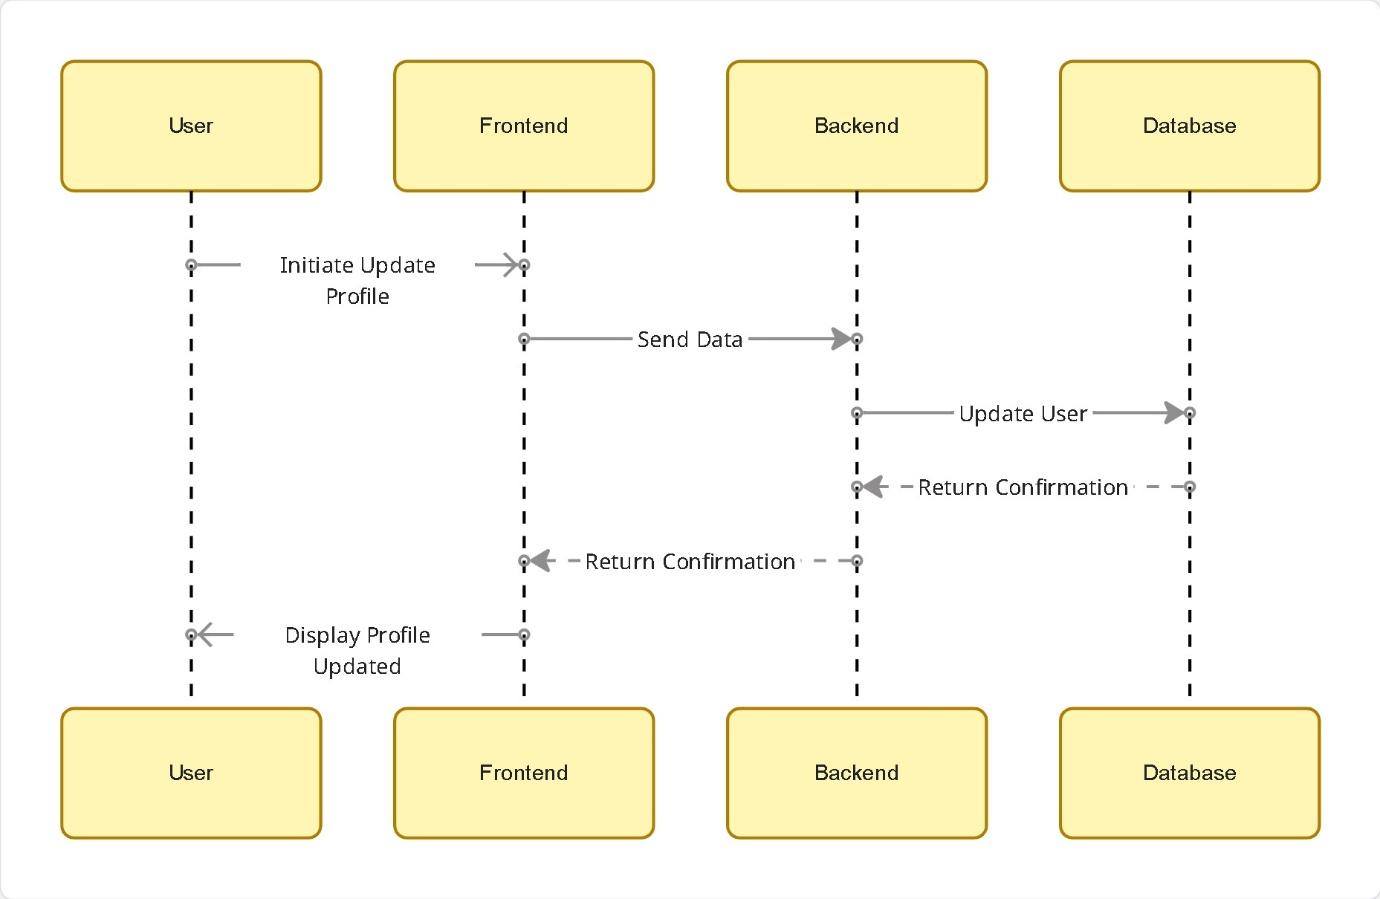 User
Frontend
Backend
Database
Initiate Update
Profile
Send Data
Update User
Return Confirmation
Return Confirmation
Display Profile
Updated
User
Frontend
Backend
Database